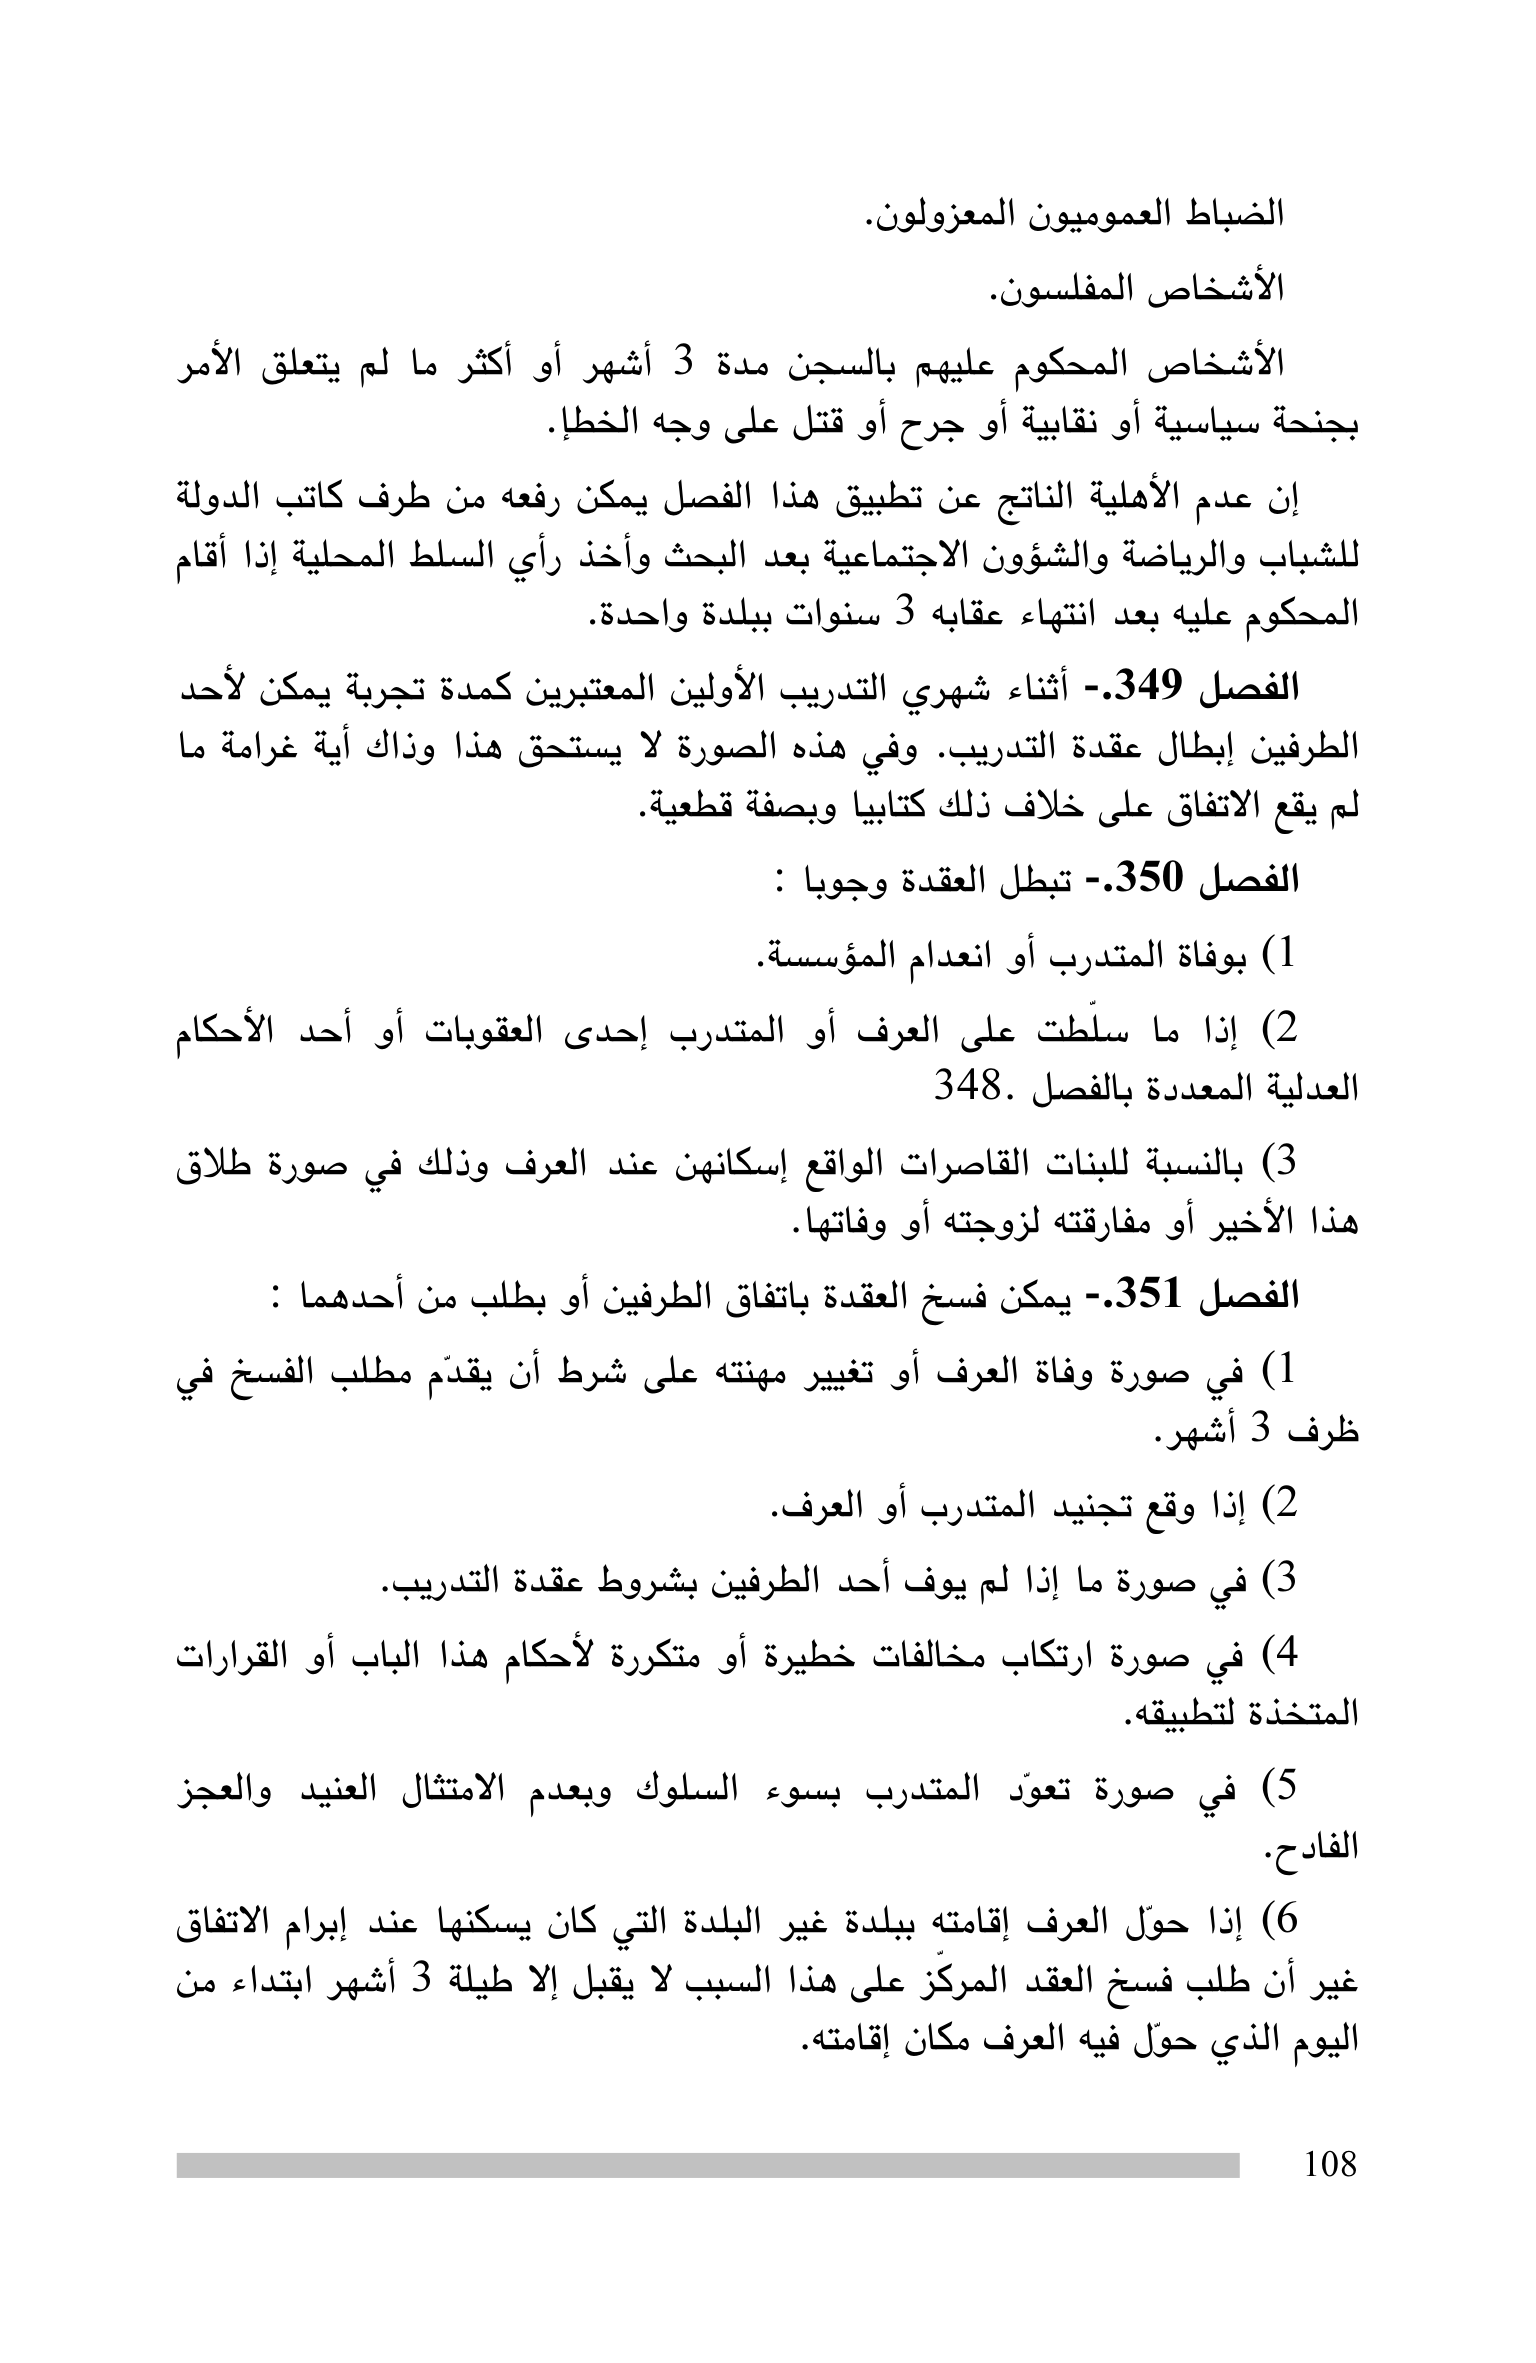 الضباط العموميون المعزولون.
الأشخاص المفلسون.
الأشخاص المحكوم عليهم بالسجن مدة 3 أشهر أو أكثر ما لم يتعلق الأمر
بجنحة سياسية أو نقابية أو جرح أو قتل على وجه الخطإ.
إن عدم الأهلية الناتج عن تطبيق هذا الفصل يمكن رفعه من طرف كاتب الدولة
للشباب والرياضة والشؤون الاجتماعية بعد البحث وأخذ رأي السلط المحلية إذا أقام
المحكوم عليه بعد انتهاء عقابه 3 سنوات ببلدة واحدة.
الفصل 349.- أثناء شهري التدريب الأولين المعتبرين كمدة تجربة يمكن لأحد
الطرفين إبطال عقدة التدريب. وفي هذه الصورة لا يستحق هذا وذاك أية غرامة ما
لم يقع الاتفاق على خلاف ذلك كتابيا وبصفة قطعية.
الفصل 350.- تبطل العقدة وجوبا :
1) بوفاة المتدرب أو انعدام المؤسسة.
2) إذا ما سلّطت على العرف أو المتدرب إحدى العقوبات أو أحد الأحكام
العدلية المعددة بالفصل .348
3) بالنسبة للبنات القاصرات الواقع إسكانهن عند العرف وذلك في صورة طلاق
هذا الأخير أو مفارقته لزوجته أو وفاتها.
الفصل 351.- يمكن فسخ العقدة باتفاق الطرفين أو بطلب من أحدهما :
1) في صورة وفاة العرف أو تغيير مهنته على شرط أن يقدّم مطلب الفسخ في
ظرف 3 أشهر.
2) إذا وقع تجنيد المتدرب أو العرف.
3) في صورة ما إذا لم يوف أحد الطرفين بشروط عقدة التدريب.
4) في صورة ارتكاب مخالفات خطيرة أو متكررة لأحكام هذا الباب أو القرارات
المتخذة لتطبيقه.
5) في صورة تعوّد المتدرب بسوء السلوك وبعدم الامتثال العنيد والعجز
الفادح.
6) إذا حوّل العرف إقامته ببلدة غير البلدة التي كان يسكنها عند إبرام الاتفاق
غير أن طلب فسخ العقد المركّز على هذا السبب لا يقبل إلا طيلة 3 أشهر ابتداء من
اليوم الذي حوّل فيه العرف مكان إقامته.
108